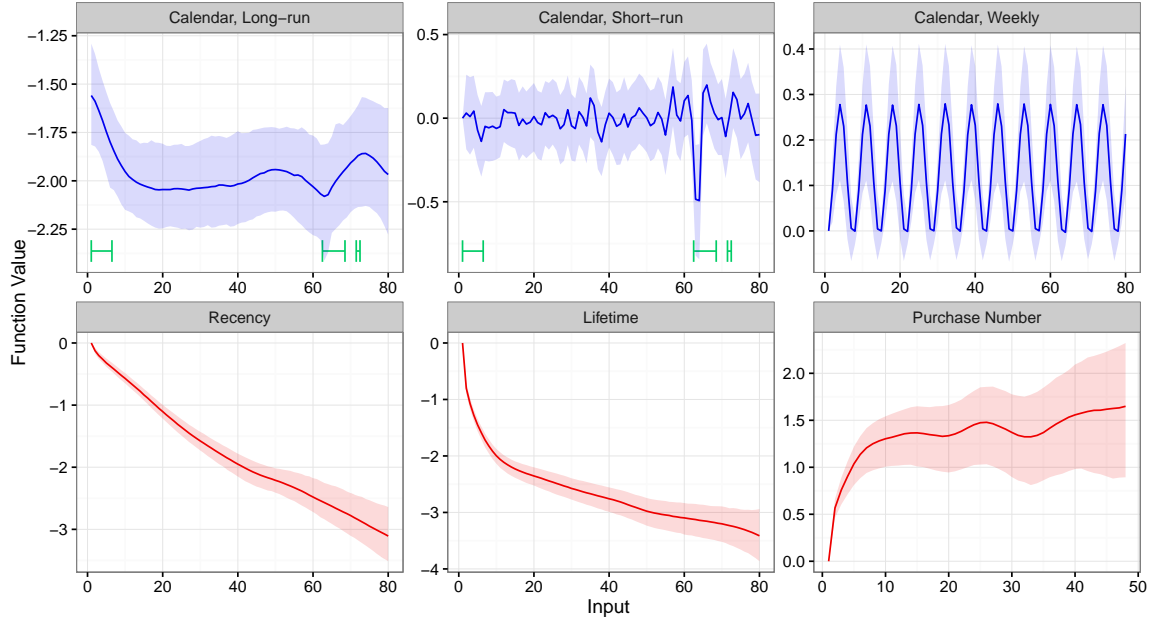 Calendar, Long−run
Calendar, Short−run
Calendar, Weekly
−1.25
−1.50
−1.75
−2.00
−2.25
0 20 40 60 80
0.5
0.0
−0.5
0 20 40 60 80
0.4
0.3
0.2
0.1
0.0
0 20 40 60 80
Function Value
Recency
Lifetime
Purchase Number
0
−1
−2
−3
0 20 40 60 80
0
−1
−2
−3
−4
0 20 40 60 80
2.0
1.5
1.0
0.5
0.0
0 10 20 30 40 50
Input